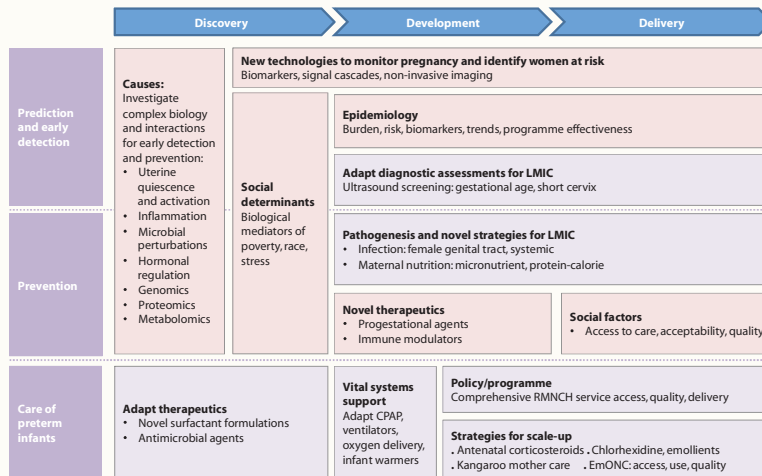 Discovery
Development
Delivery
Prediction
and early
detection
Causes:
Investigate
complex biology
and interactions
for early detection
and prevention:
• Uterine
quiescence
and activation
• Inflammation
• Microbial
perturbations
• Hormonal
regulation
• Genomics
• Proteomics
• Metabolomics
New technologies to monitor pregnancy and identify women at risk
Biomarkers, signal cascades, non-invasive imaging
Social
determinants
Biological
mediators of
poverty, race,
stress
Epidemiology
Burden, risk, biomarkers, trends, programme effectiveness
Adapt diagnostic assessments for LMIC
Ultrasound screening: gestational age, short cervix
Prevention
Pathogenesis and novel strategies for LMIC
• Infection: female genital tract, systemic
• Maternal nutrition: micronutrient, protein-calorie
Novel therapeutics
• Progestational agents
• Immune modulators
Social factors
• Access to care, acceptability, quality
Care of
preterm
infants
Adapt therapeutics
• Novel surfactant formulations
• Antimicrobial agents
Vital systems
support
Adapt CPAP,
ventilators,
oxygen delivery,
infant warmers
Policy/programme
Comprehensive RMNCH service access, quality, delivery
Strategies for scale-up
. Antenatal corticosteroids . Chlorhexidine, emollients
. Kangaroo mother care . EmONC: access, use, quality